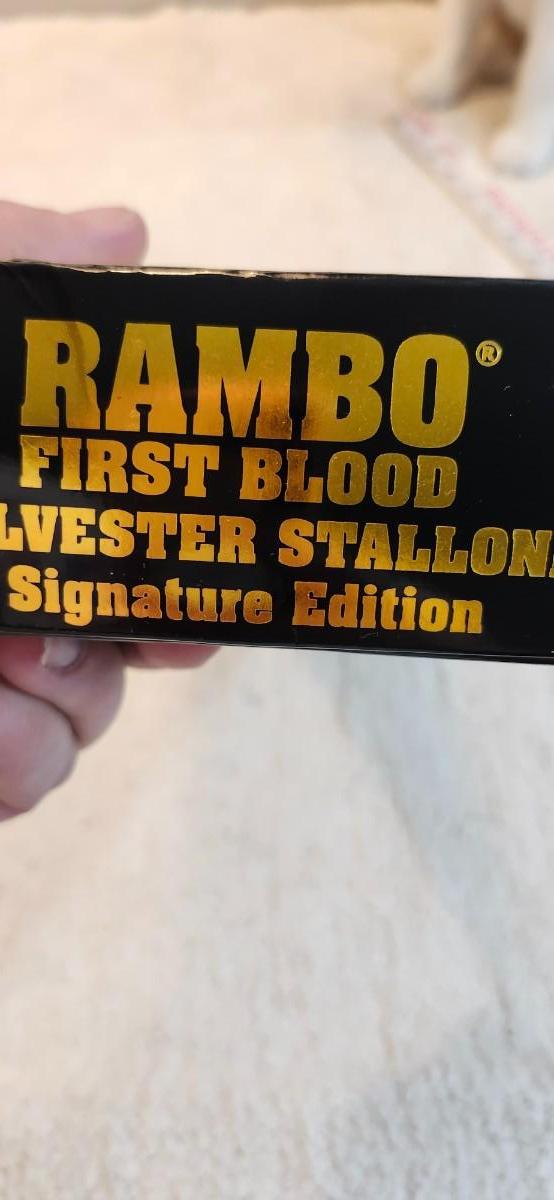 RAMBO®
FIRST BLOOD
LVESTER STALLON
Signature Edition